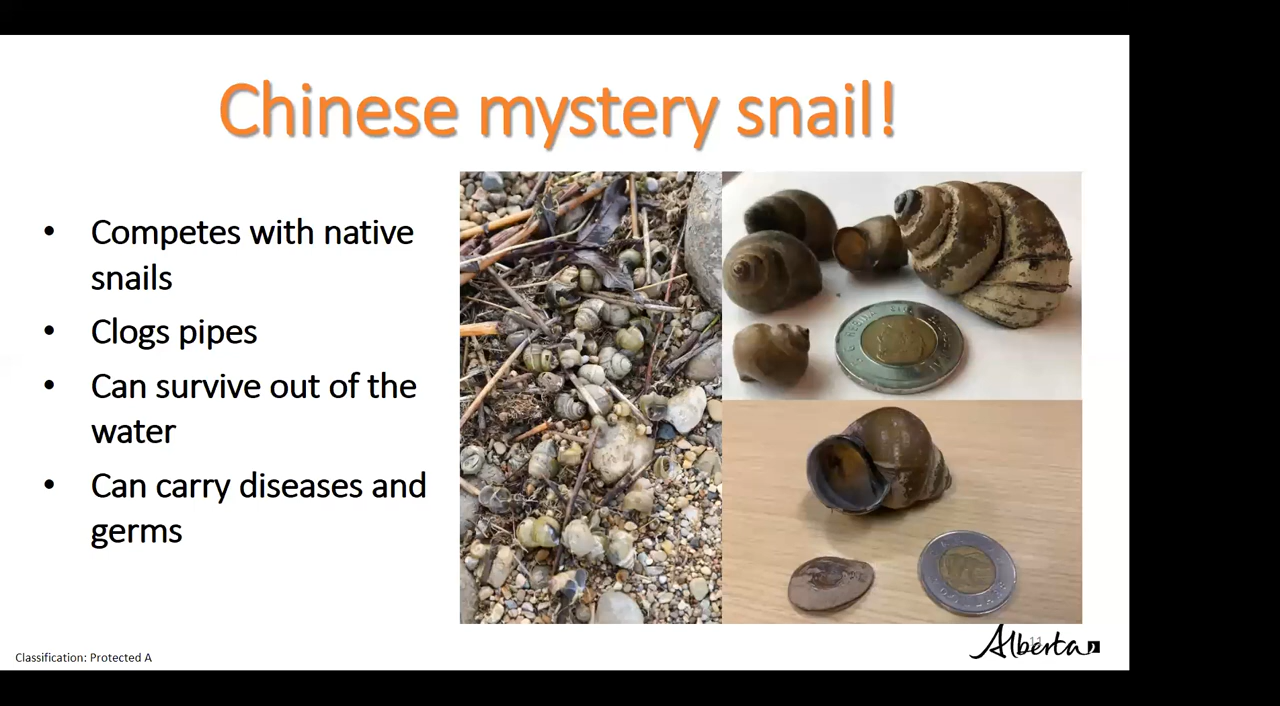 Chinese mystery snail!
• Competes with native
snails
• Clogs pipes
• Can survive out of the
water
• Can carry diseases and
germs
Classification: Protected A
11
Alberta